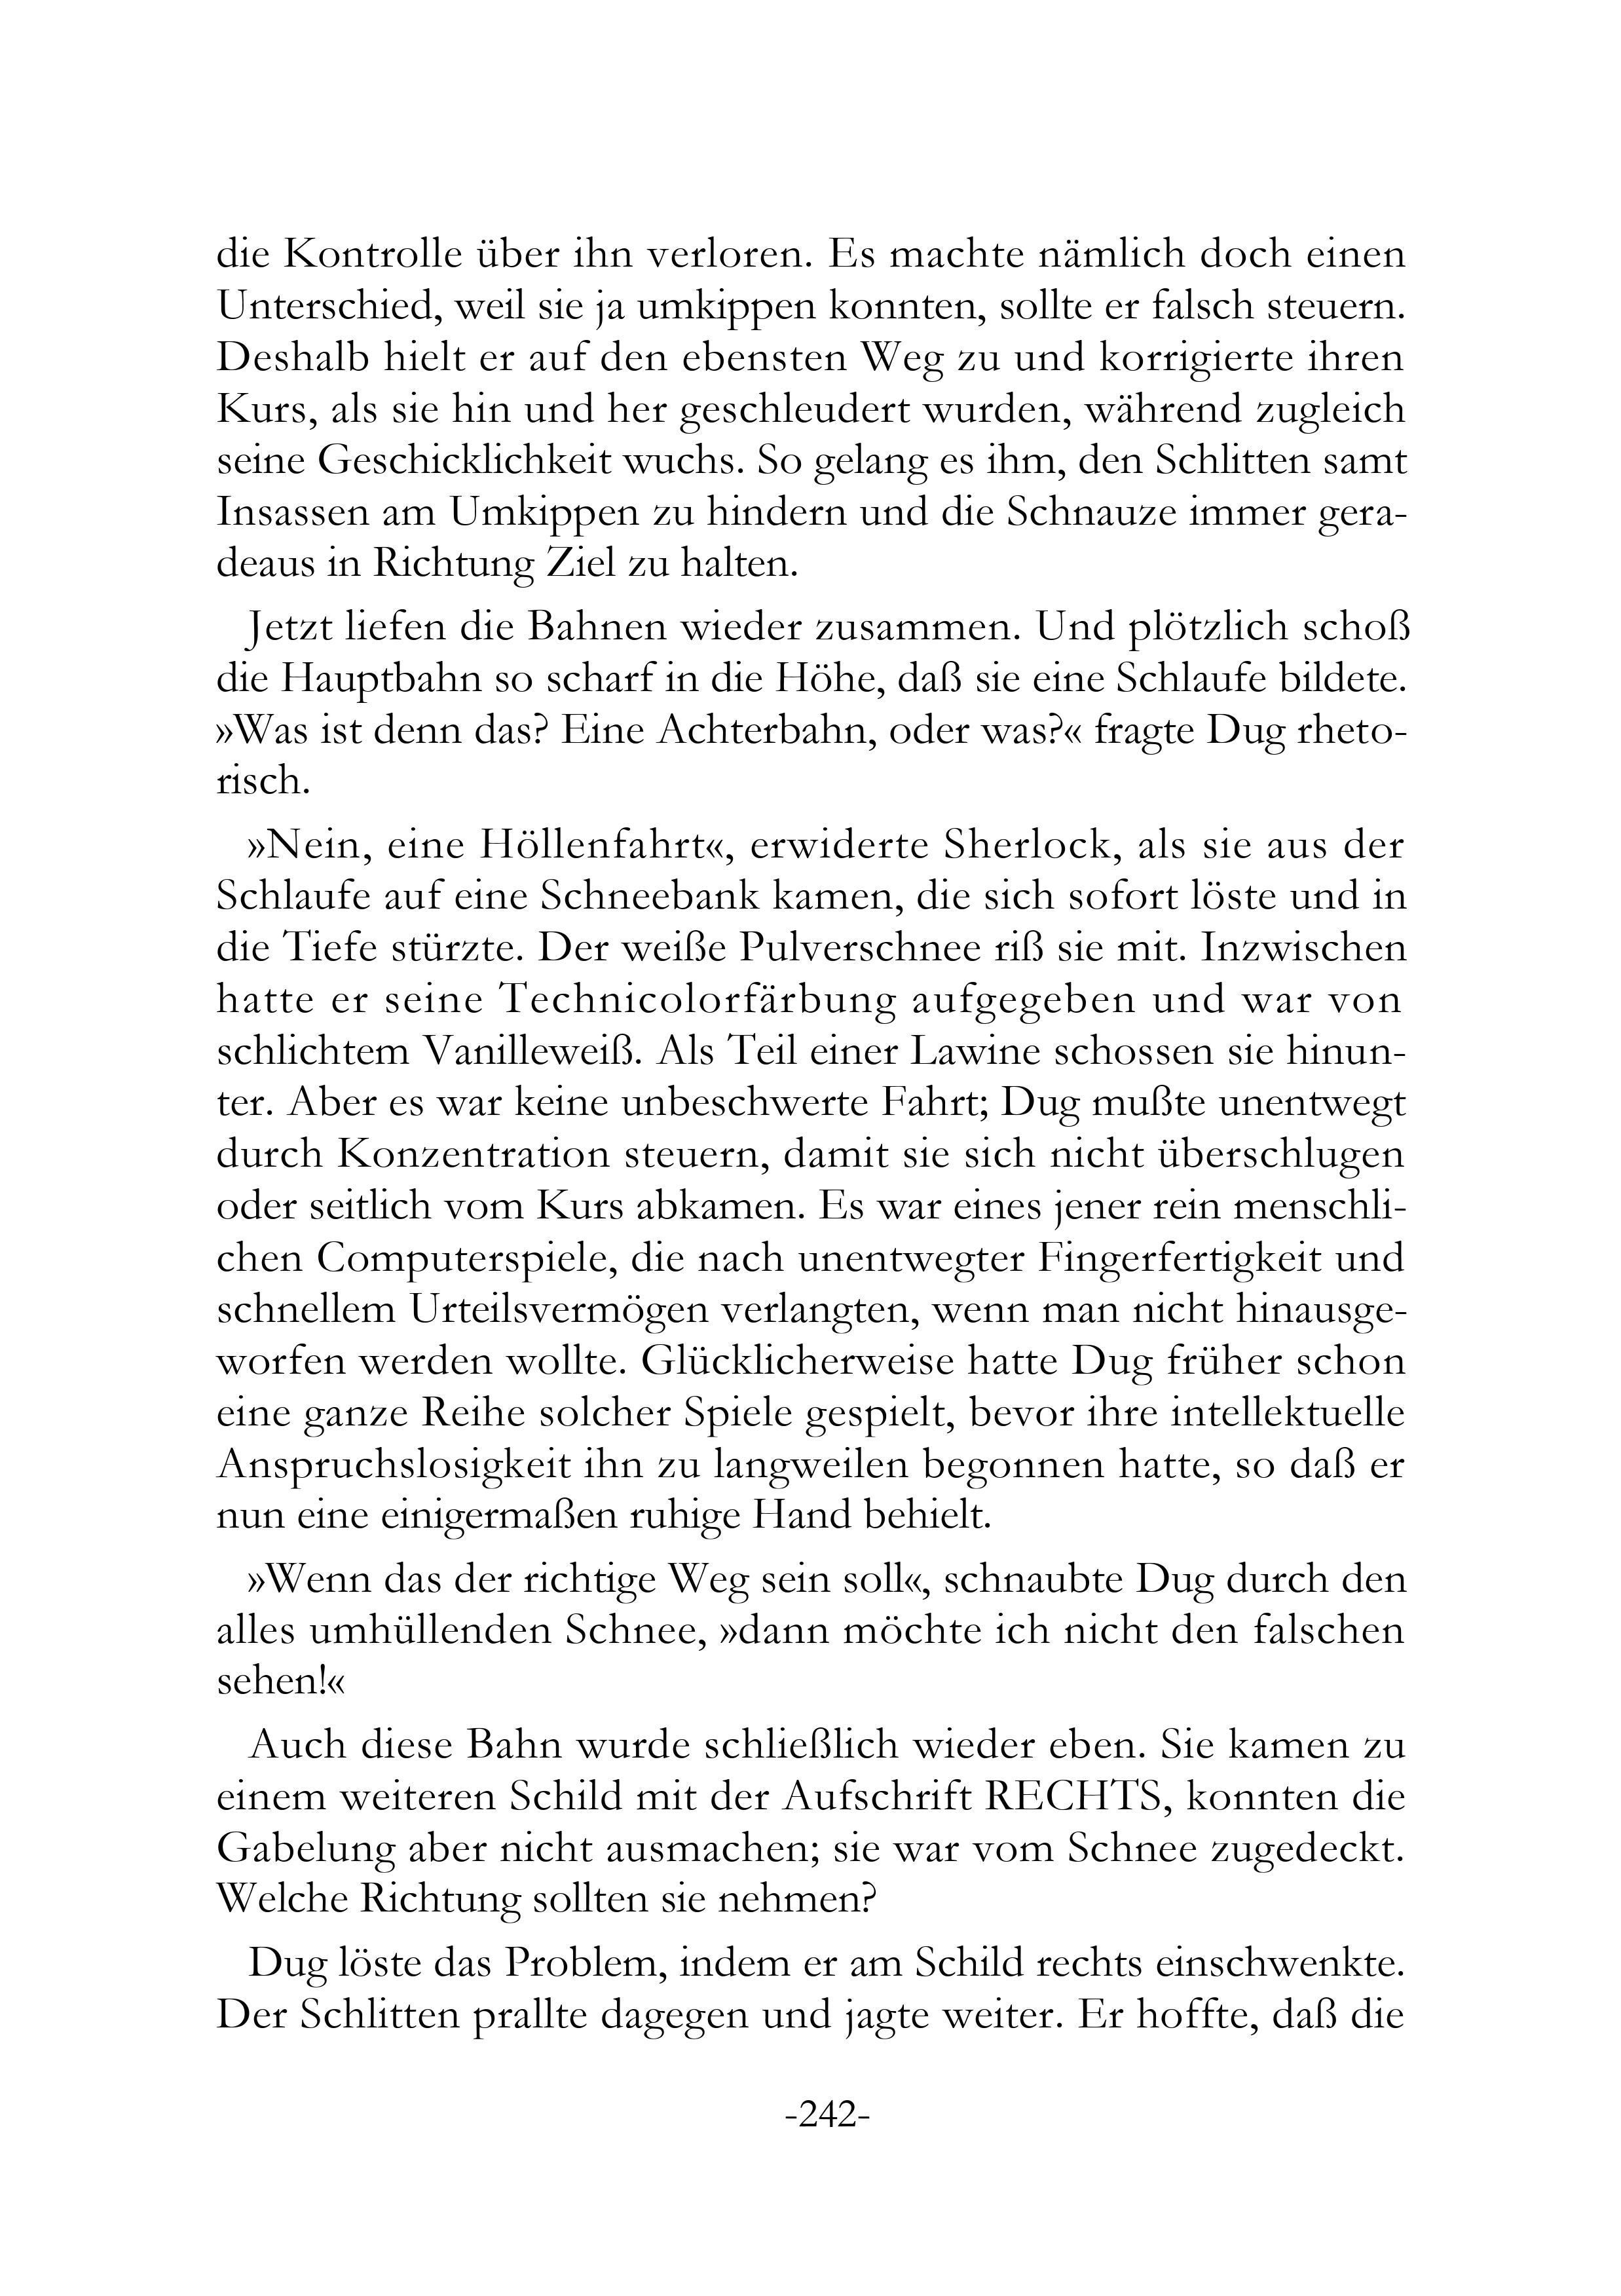 die Kontrolle über ihn verloren. Es machte nämlich doch einen
Unterschied, weil sie ja umkippen konnten, sollte er falsch steuern.
Deshalb hielt er auf den ebensten Weg zu und korrigierte ihren
Kurs, als sie hin und her geschleudert wurden, während zugleich
seine Geschicklichkeit wuchs. So gelang es ihm, den Schlitten samt
Insassen am Umkippen zu hindern und die Schnauze immer gera-
deaus in Richtung Ziel zu halten.
Jetzt liefen die Bahnen wieder zusammen. Und plötzlich schoß
die Hauptbahn so scharf in die Höhe, daß sie eine Schlaufe bildete.
»Was ist denn das? Eine Achterbahn, oder was?« fragte Dug rheto-
risch.
»Nein, eine Höllenfahrt«, erwiderte Sherlock, als sie aus der
Schlaufe auf eine Schneebank kamen, die sich sofort löste und in
die Tiefe stürzte. Der weiße Pulverschnee riß sie mit. Inzwischen
hatte er seine Technicolorfärbung aufgegeben und war von
schlichtem Vanilleweiß. Als Teil einer Lawine schossen sie hinun-
ter. Aber es war keine unbeschwerte Fahrt; Dug mußte unentwegt
durch Konzentration steuern, damit sie sich nicht überschlugen
oder seitlich vom Kurs abkamen. Es war eines jener rein menschli-
chen Computerspiele, die nach unentwegter Fingerfertigkeit und
schnellem Urteilsvermögen verlangten, wenn man nicht hinausge-
worfen werden wollte. Glücklicherweise hatte Dug früher schon
eine ganze Reihe solcher Spiele gespielt, bevor ihre intellektuelle
Anspruchslosigkeit ihn zu langweilen begonnen hatte, so daß er
nun eine einigermaßen ruhige Hand behielt.
»Wenn das der richtige Weg sein soll«, schnaubte Dug durch den
alles umhüllenden Schnee, »dann möchte ich nicht den falschen
sehen!«
Auch diese Bahn wurde schließlich wieder eben. Sie kamen zu
einem weiteren Schild mit der Aufschrift RECHTS, konnten die
Gabelung aber nicht ausmachen; sie war vom Schnee zugedeckt.
Welche Richtung sollten sie nehmen?
Dug löste das Problem, indem er am Schild rechts einschwenkte.
Der Schlitten prallte dagegen und jagte weiter. Er hoffte, daß die
-242-